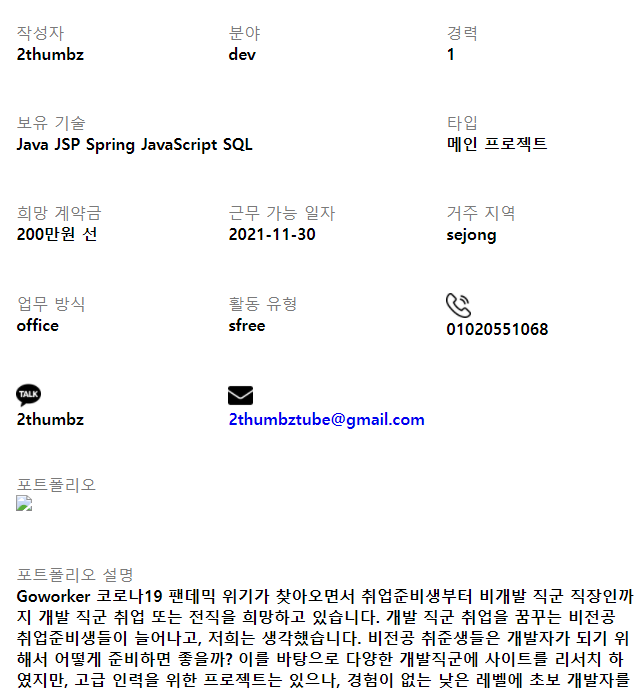 작성자 분야 경력
2thumbz dev 1
보유 기술 타입
Java JSP Spring JavaScript SQL 메인 프로젝트
희망 계약금 근무 가능 일자 거주 지역
200만원 선 2021-11-30 sejong
업무 방식 활동 유형
office sfree 01020551068
TALK
2thumbz 2thumbztube@gmail.com
포트폴리오
포트폴리오 설명
Goworker 코로나19 팬데믹 위기가 찾아오면서 취업준비생부터 비개발 직군 직장인까
지 개발 직군 취업 또는 전직을 희망하고 있습니다. 개발 직군 취업을 꿈꾸는 비전공
취업준비생들이 늘어나고, 저희는 생각했습니다. 비전공 취준생들은 개발자가 되기 위
해서 어떻게 준비하면 좋을까? 이를 바탕으로 다양한 개발직군에 사이트를 리서치 하
였지만, 고급 인력을 위한 프로젝트는 있으나, 경험이 없는 낮은 레벨에 초보 개발자를